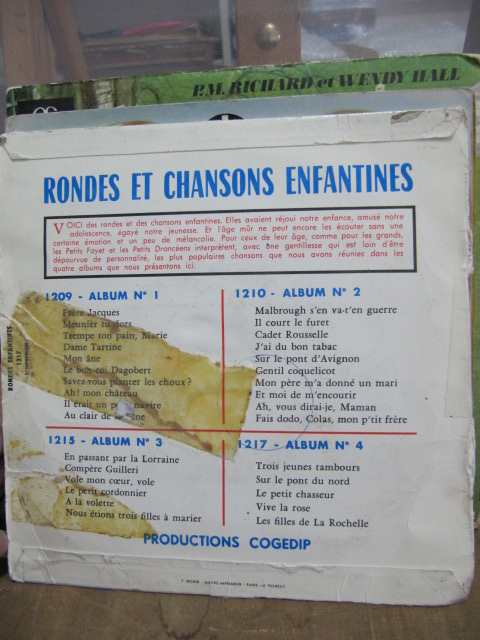 P.M. RICHARD et WENDY HALL
RONDES ET CHANSONS ENFANTINES
VOICI des rondes et des chansons enfantines. Elles avaient réjoui notre enfance, amusé notre
adolescence, égayé notre jeunesse. Et l'âge mûr ne peut encore les écouter sans une
certaine émotion et un peu de mélancolie. Pour ceux de leur âge, comme pour les grands,
les Petits Fayet et les Petits Drancéens interprètent, avec une gentillesse qui est loin d'être
dépourvue de personnalité, les plus populaires chansons que nous avons réunies dans les
quatre albums que nous présentons ici.
1209 - ALBUM N° 1
Frère Jacques
Meunier tu dors
Trempe ton pain, Marie
Dame Tartine
Mon âne
Le bon roi Dagobert
Savez-vous planter les choux ?
Ah! mon château
Il était un navire
Au clair de
1210 - ALBUM N° 2
Malbrough s'en va-t'en guerre
Il court le furet
Cadet Rousselle
J'ai du bon tabac
Sur le pont d'Avignon
Gentil coquelicot
Mon père m'a donné un mari
Et moi de m'encourir
Ah, vous dirai-je, Maman
Fais dodo, Colas, mon p'tit frère
1215 - ALBUM N° 3
En passant par la Lorraine
Compère Guilleri
Vole mon cœur, vole
Le petit cordonnier
A la volette
Nous étions trois filles à marier
1217 - ALBUM N° 4
Trois jeunes tambours
Sur le pont du nord
Le petit chasseur
Vive la rose
Les filles de La Rochelle
PRODUCTIONS COGEDIP
RONDES ENFANTINES
1217